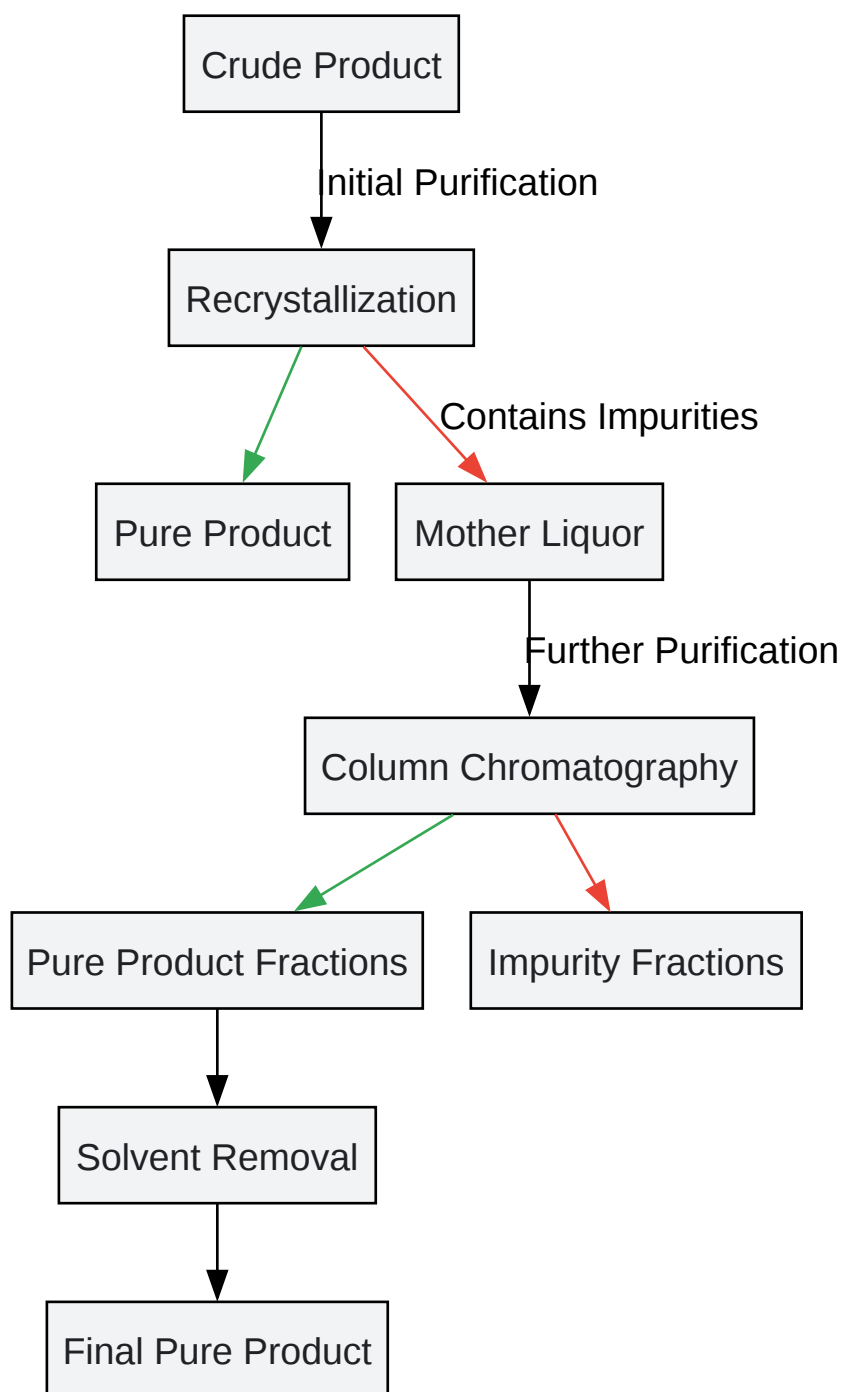 Crude Product
Initial Purification
Recrystallization
Contains Impurities
Pure Product
Mother Liquor
Further Purification
Column Chromatography
Pure Product Fractions
Impurity Fractions
Solvent Removal
Final Pure Product